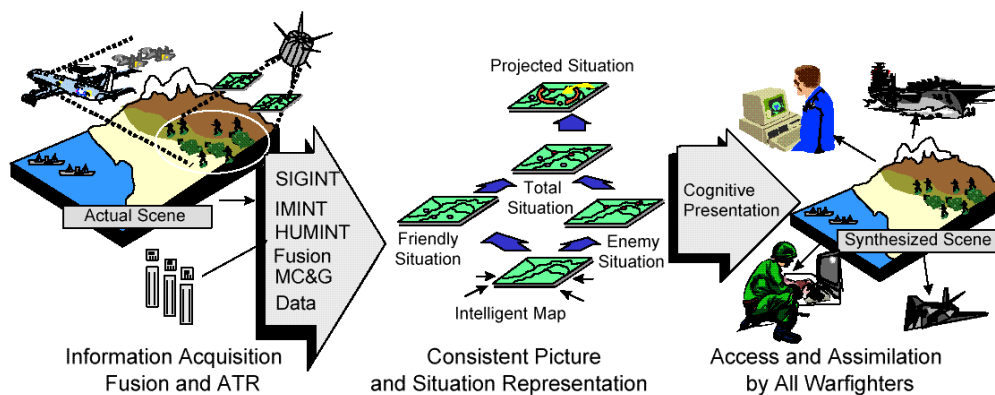 Actual Scene
SIGINT
IMINT
HUMINT
Fusion
MC&G
Data
Information Acquisition
Fusion and ATR
Projected Situation
Total
Situation
Friendly
Situation
Enemy
Situation
Intelligent Map
Consistent Picture
and Situation Representation
Cognitive
Presentation
Synthesized Scene
Access and Assimilation
by All Warfighters